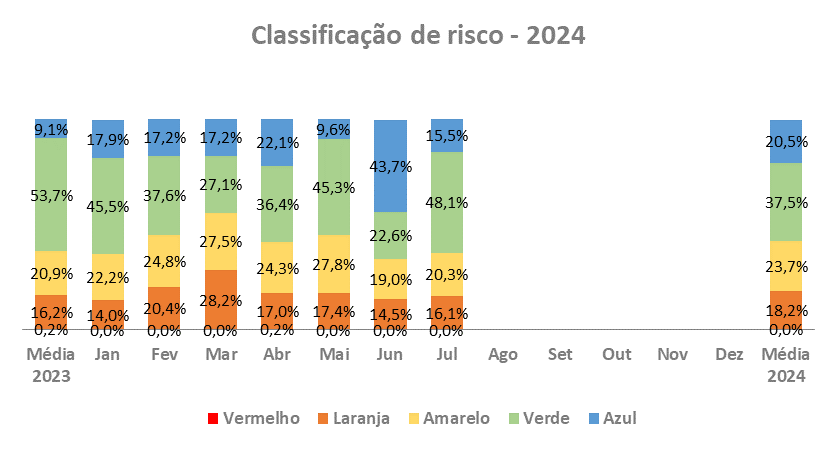 Classificação de risco - 2024
9,1% 17,9% 17,2% 17,2% 22,1% 9,6% 43,7% 15,5% 20,5%
53,7% 45,5% 37,6% 27,1% 36,4% 45,3% 22,6% 48,1% 37,5%
20,9% 22,2% 24,8% 27,5% 24,3% 27,8% 19,0% 20,3% 23,7%
16,2% 14,0% 20,4% 28,2% 17,0% 17,4% 14,5% 16,1% 18,2%
0,2% 0,0% 0,0% 0,0% 0,2% 0,0% 0,0% 0,0% 0,0%
Média Jan Fev Mar Abr Mai Jun Jul Ago Set Out Nov Dez Média
2023 2024
Vermelho Laranja Amarelo Verde Azul